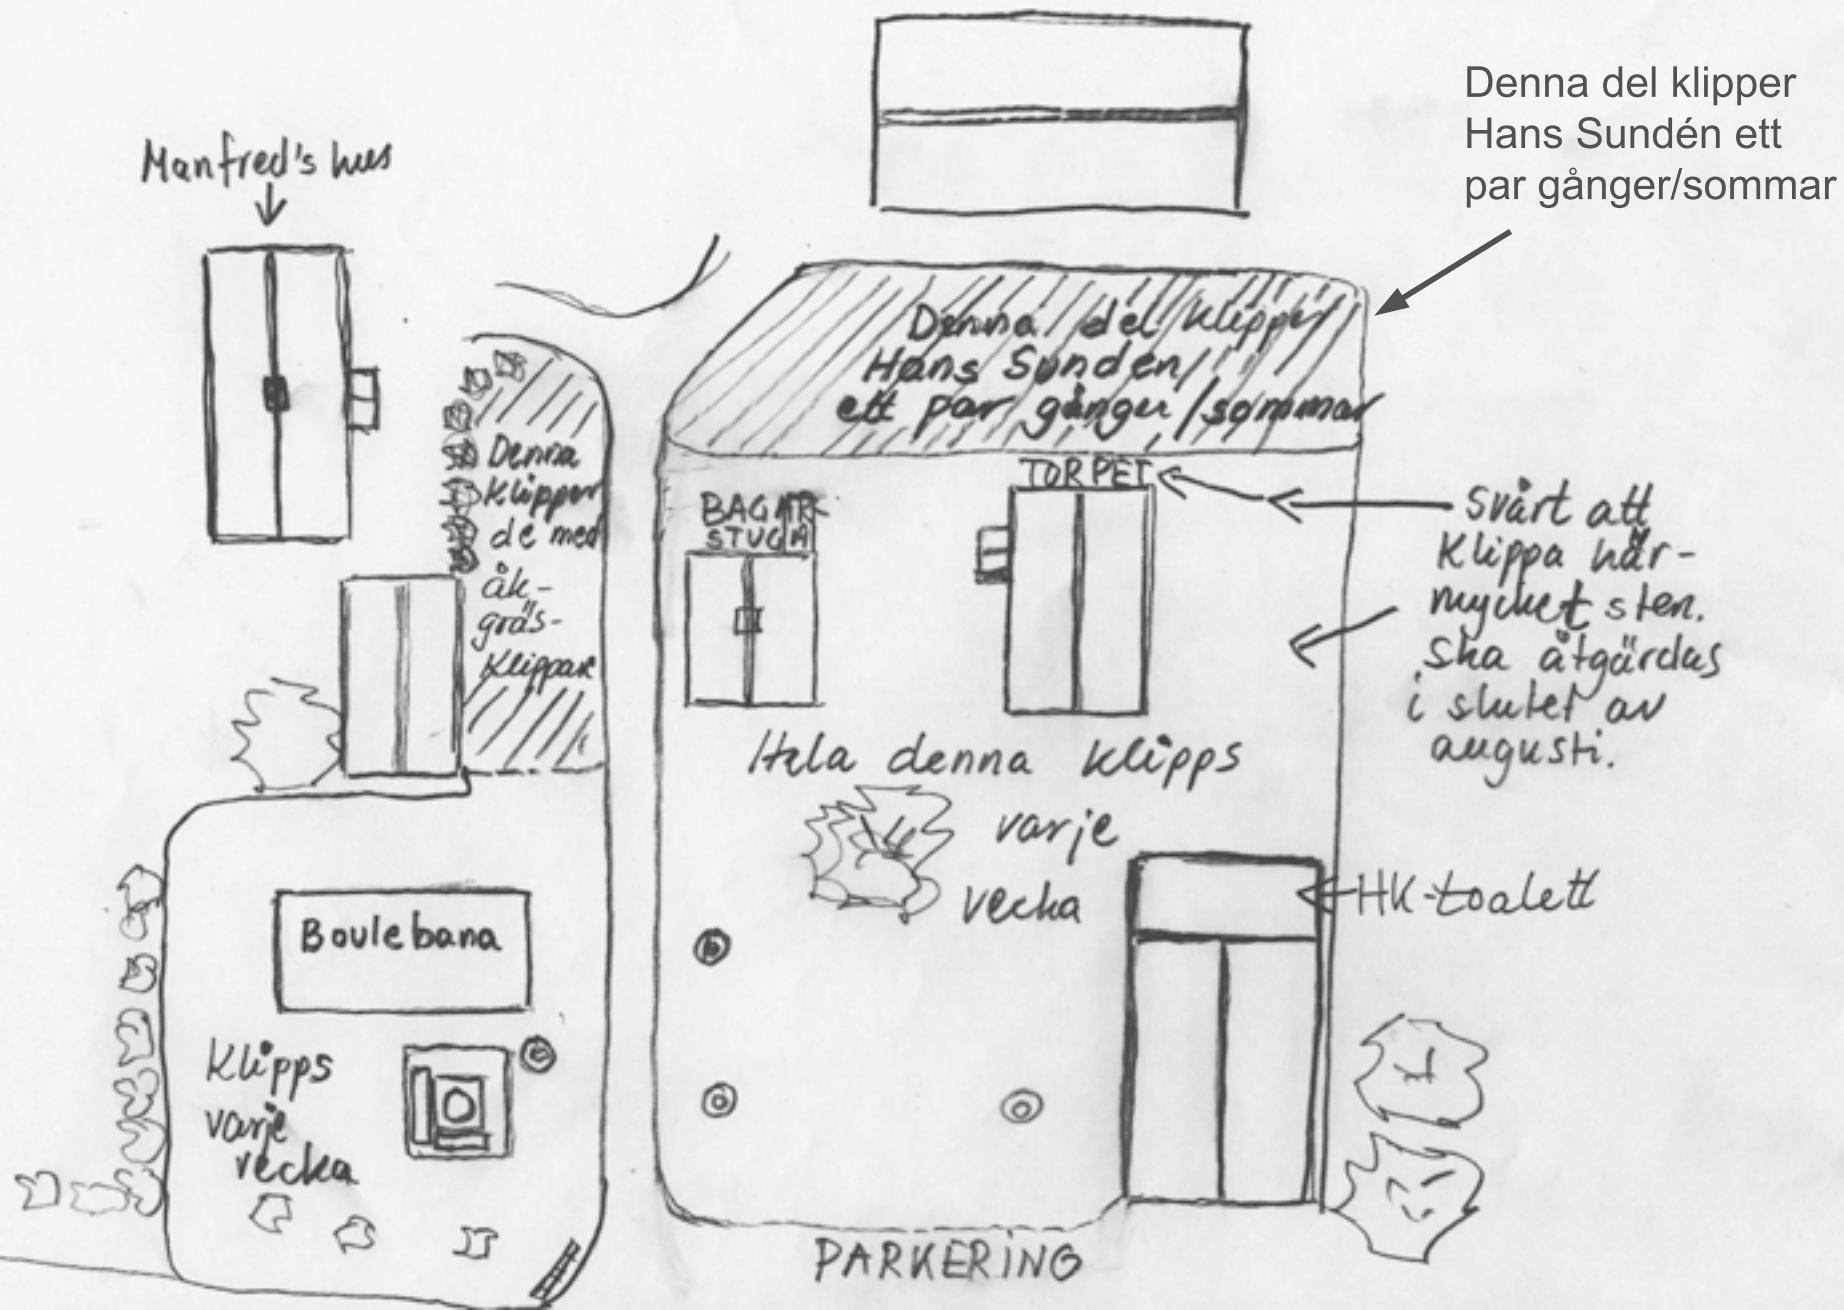 Denna del klipper
Hans Sundén ett
par gånger/sommar
Manfred's hus
Denna del klipper
Hans Sundén
ett par gånger/sommar
Denna
klipper
de med
åk-
gräs-
klippare
BAGAR-
STUGA
TORPET
Svårt att
klippa här-
mycket sten.
Ska åtgärdas
i slutet av
augusti.
Hela denna klipps
varje
vecka
HK-toalett
Boulebana
Klipps
varje
vecka
PARKERING